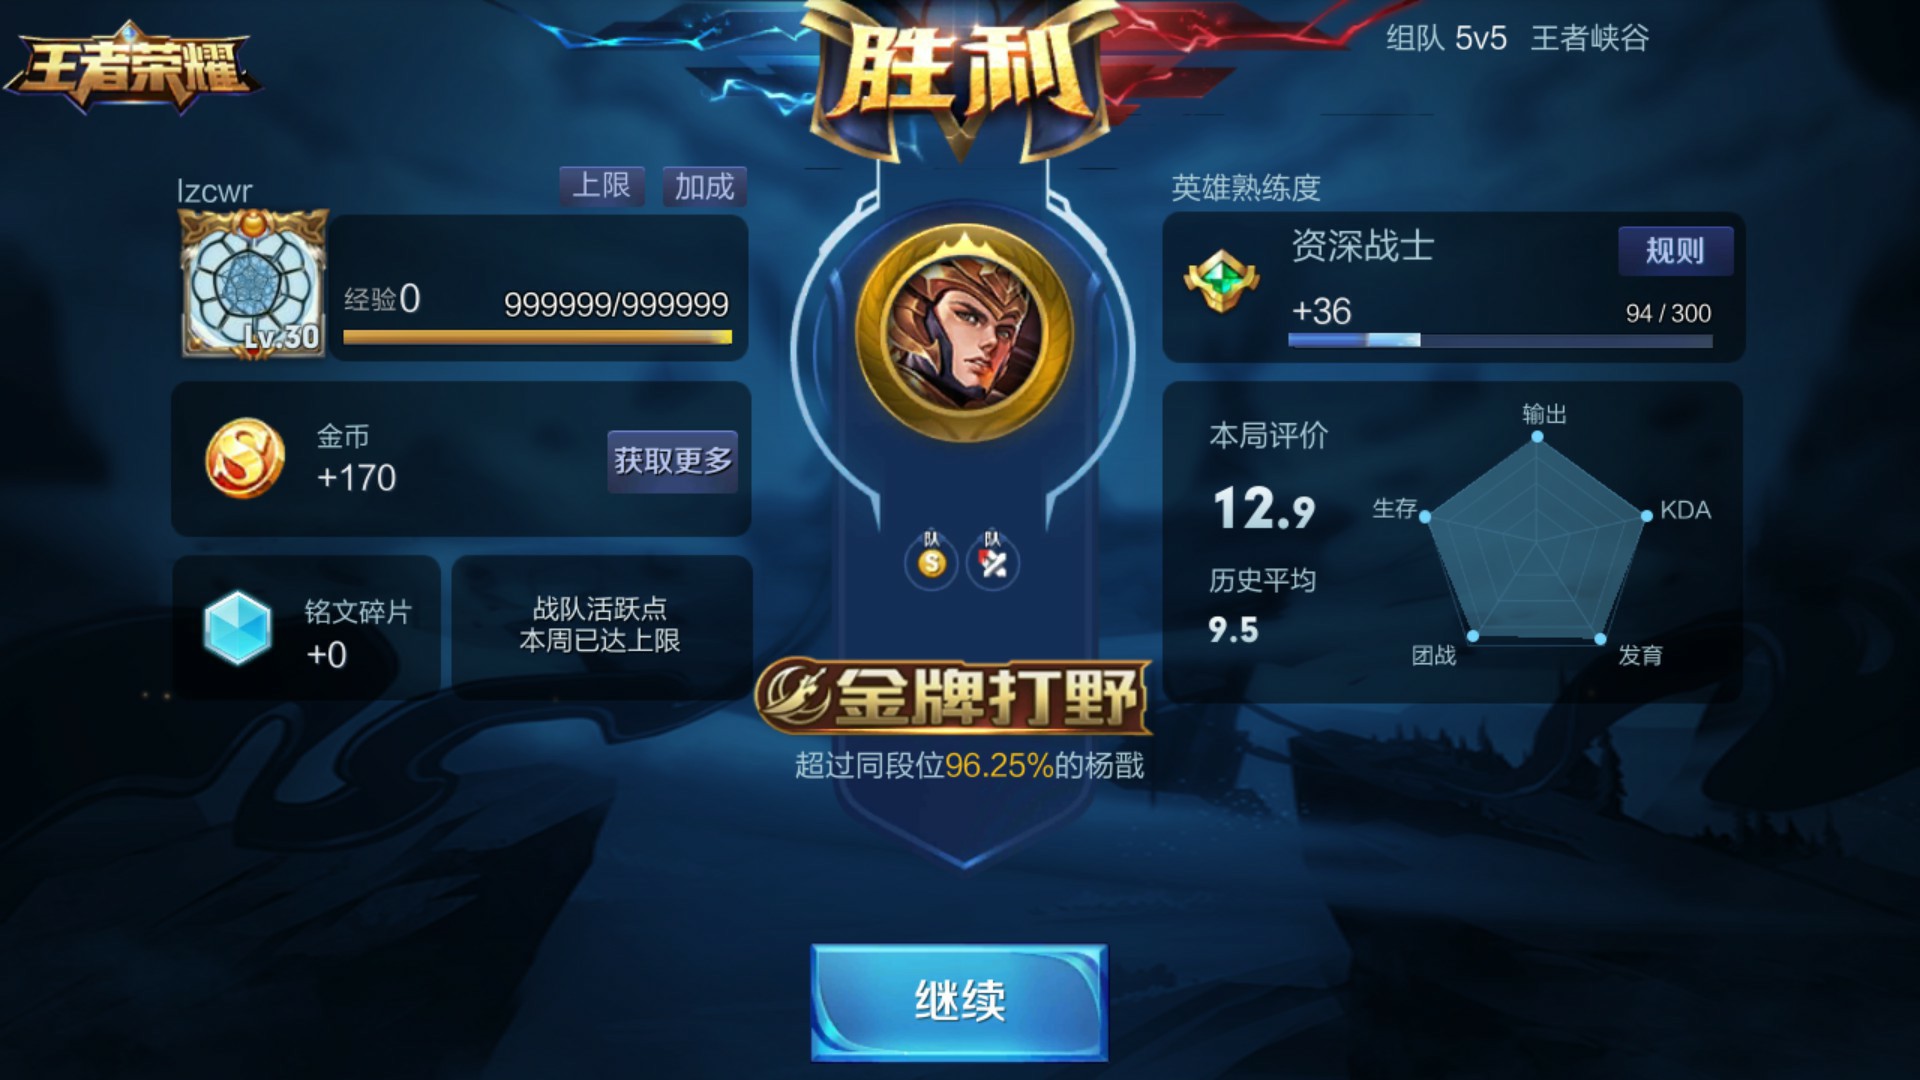 王者荣耀
胜利
组队 5v5 王者峡谷
lzcwr
上限
加成
Lv.30
经验0
999999/999999
金币
+170
获取更多
铭文碎片
+0
战队活跃点
本周已达上限
队
队
金牌打野
超过同段位96.25%的杨戬
英雄熟练度
资深战士
规则
+36
94 / 300
本局评价
12.9
历史平均
9.5
输出
生存
KDA
团战
发育
继续